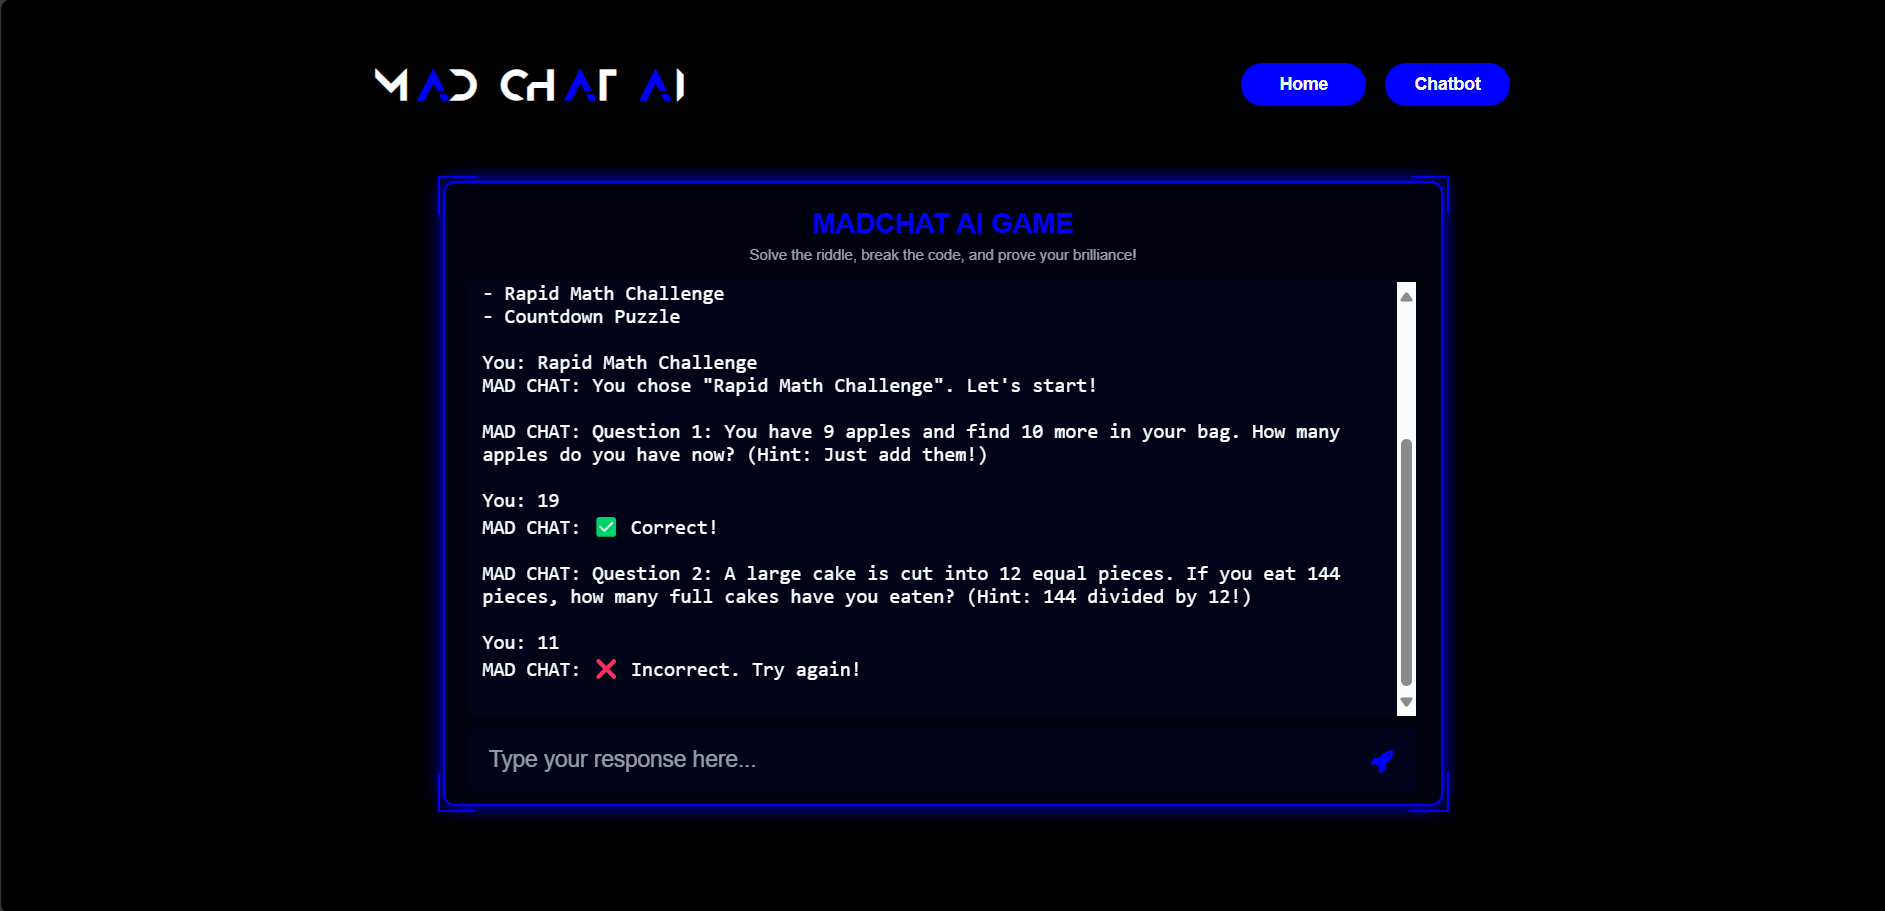 MAD CHAT AI
Home
Chatbot
MADCHAT AI GAME
Solve the riddle, break the code, and prove your brilliance!
- Rapid Math Challenge
- Countdown Puzzle
You: Rapid Math Challenge
MAD CHAT: You chose "Rapid Math Challenge". Let's start!
MAD CHAT: Question 1: You have 9 apples and find 10 more in your bag. How many
apples do you have now? (Hint: Just add them!)
You: 19
MAD CHAT: ✅ Correct!
MAD CHAT: Question 2: A large cake is cut into 12 equal pieces. If you eat 144
pieces, how many full cakes have you eaten? (Hint: 144 divided by 12!)
You: 11
MAD CHAT: ❌ Incorrect. Try again!
Type your response here...